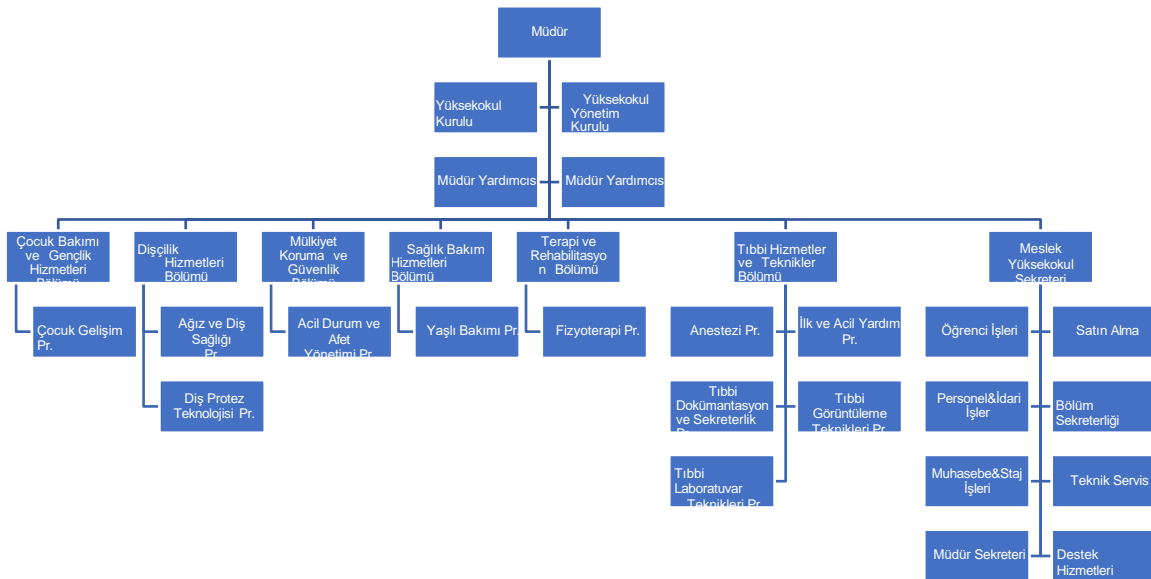 Müdür
Yüksekokul
Kurulu
Yüksekokul
Yönetim
Kurulu
Müdür Yardımcıs
Müdür Yardımcıs
Çocuk Bakımı
ve Gençlik
Hizmetleri
Bölümü
Dişçilik
Hizmetleri
Bölümü
Mülkiyet
Koruma ve
Güvenlik
Bölümü
Sağlık Bakım
Hizmetleri
Bölümü
Terapi ve
Rehabilitasyo
n Bölümü
Tıbbi Hizmetler
ve Teknikler
Bölümü
Meslek
Yüksekokul
Sekreteri
Çocuk Gelişim
Pr.
Ağız ve Diş
Sağlığı
Pr.
Acil Durum ve
Afet
Yönetimi Pr.
Yaşlı Bakımı Pr.
Fizyoterapi Pr.
Anestezi Pr.
İlk ve Acil Yardım
Pr.
Öğrenci İşleri
Satın Alma
Diş Protez
Teknolojisi Pr.
Tıbbi
Dokümantasyon
ve Sekreterlik
Pr.
Tıbbi
Görüntüleme
Teknikleri Pr.
Personel&İdari
İşler
Bölüm
Sekreterliği
Tıbbi
Laboratuvar
Teknikleri Pr.
Muhasebe&Staj
İşleri
Teknik Servis
Müdür Sekreteri
Destek
Hizmetleri